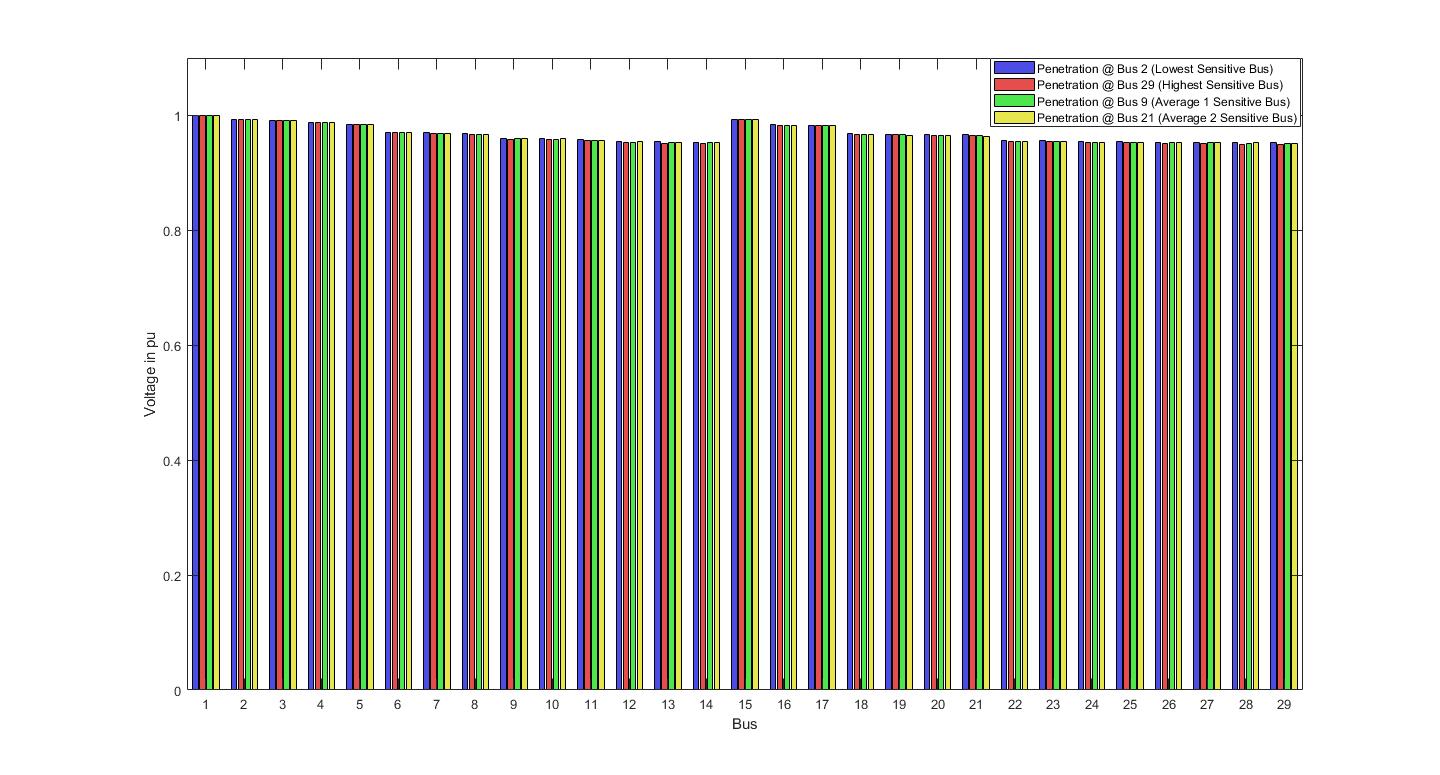 Penetration @ Bus 2 (Lowest Sensitive Bus)
Penetration @ Bus 29 (Highest Sensitive Bus)
Penetration @ Bus 9 (Average 1 Sensitive Bus)
Penetration @ Bus 21 (Average 2 Sensitive Bus)
1
0.8
0.6
0.4
0.2
0
Voltage in pu
1 2 3 4 5 6 7 8 9 10 11 12 13 14 15 16 17 18 19 20 21 22 23 24 25 26 27 28 29
Bus